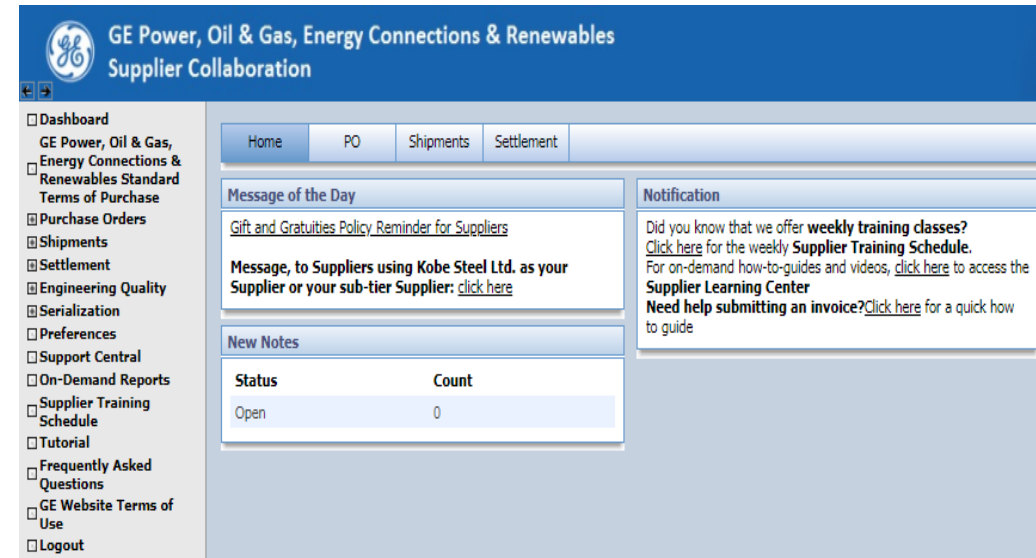 GE Power, Oil & Gas, Energy Connections & Renewables
Supplier Collaboration
Dashboard
GE Power, Oil & Gas,
Energy Connections &
Renewables Standard
Terms of Purchase
Purchase Orders
Shipments
Settlement
Engineering Quality
Serialization
Preferences
Support Central
On-Demand Reports
Supplier Training
Schedule
Tutorial
Frequently Asked
Questions
GE Website Terms of
Use
Logout
Home PO Shipments Settlement
Message of the Day
Gift and Gratuities Policy Reminder for Suppliers
Message, to Suppliers using Kobe Steel Ltd. as your
Supplier or your sub-tier Supplier: click here
New Notes
Status Count
Open 0
Notification
Did you know that we offer weekly training classes?
Click here for the weekly Supplier Training Schedule.
For on-demand how-to-guides and videos, click here to access the
Supplier Learning Center
Need help submitting an invoice?Click here for a quick how
to guide